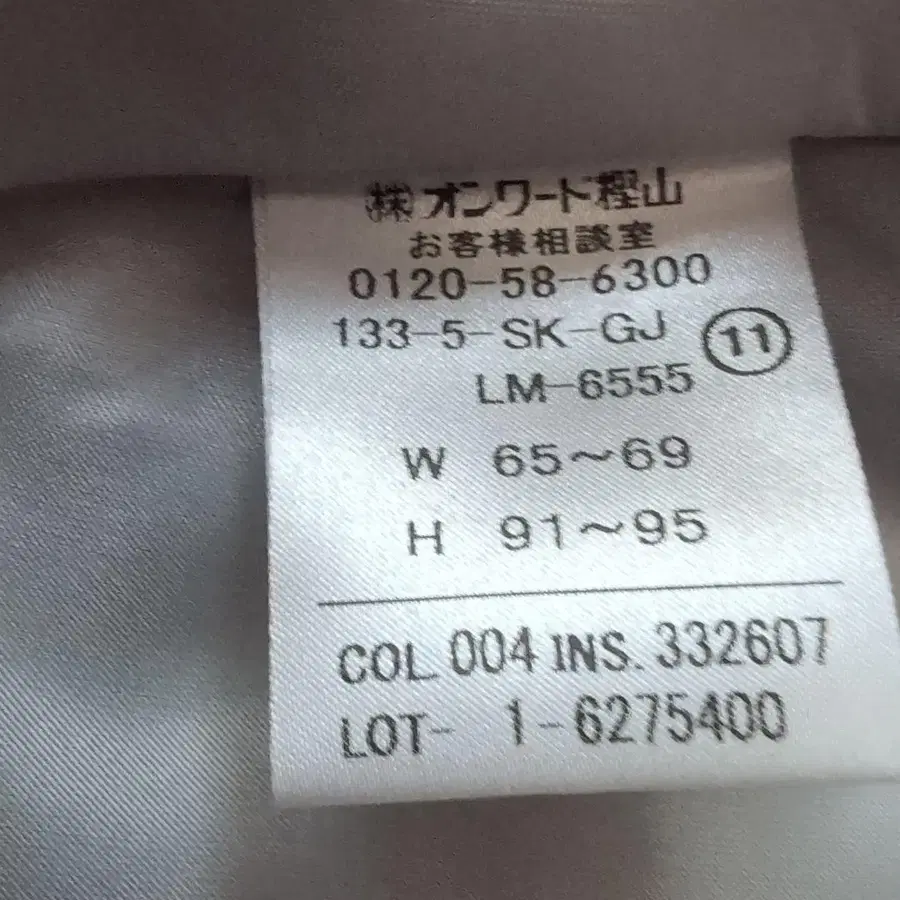 ㈱オンワード樫山
お客様相談室
0120-58-6300
133-5-SK-GJ ⑪
LM-6555
W 65～69
H 91～95
COL.004 INS.332607
LOT- 1-6275400